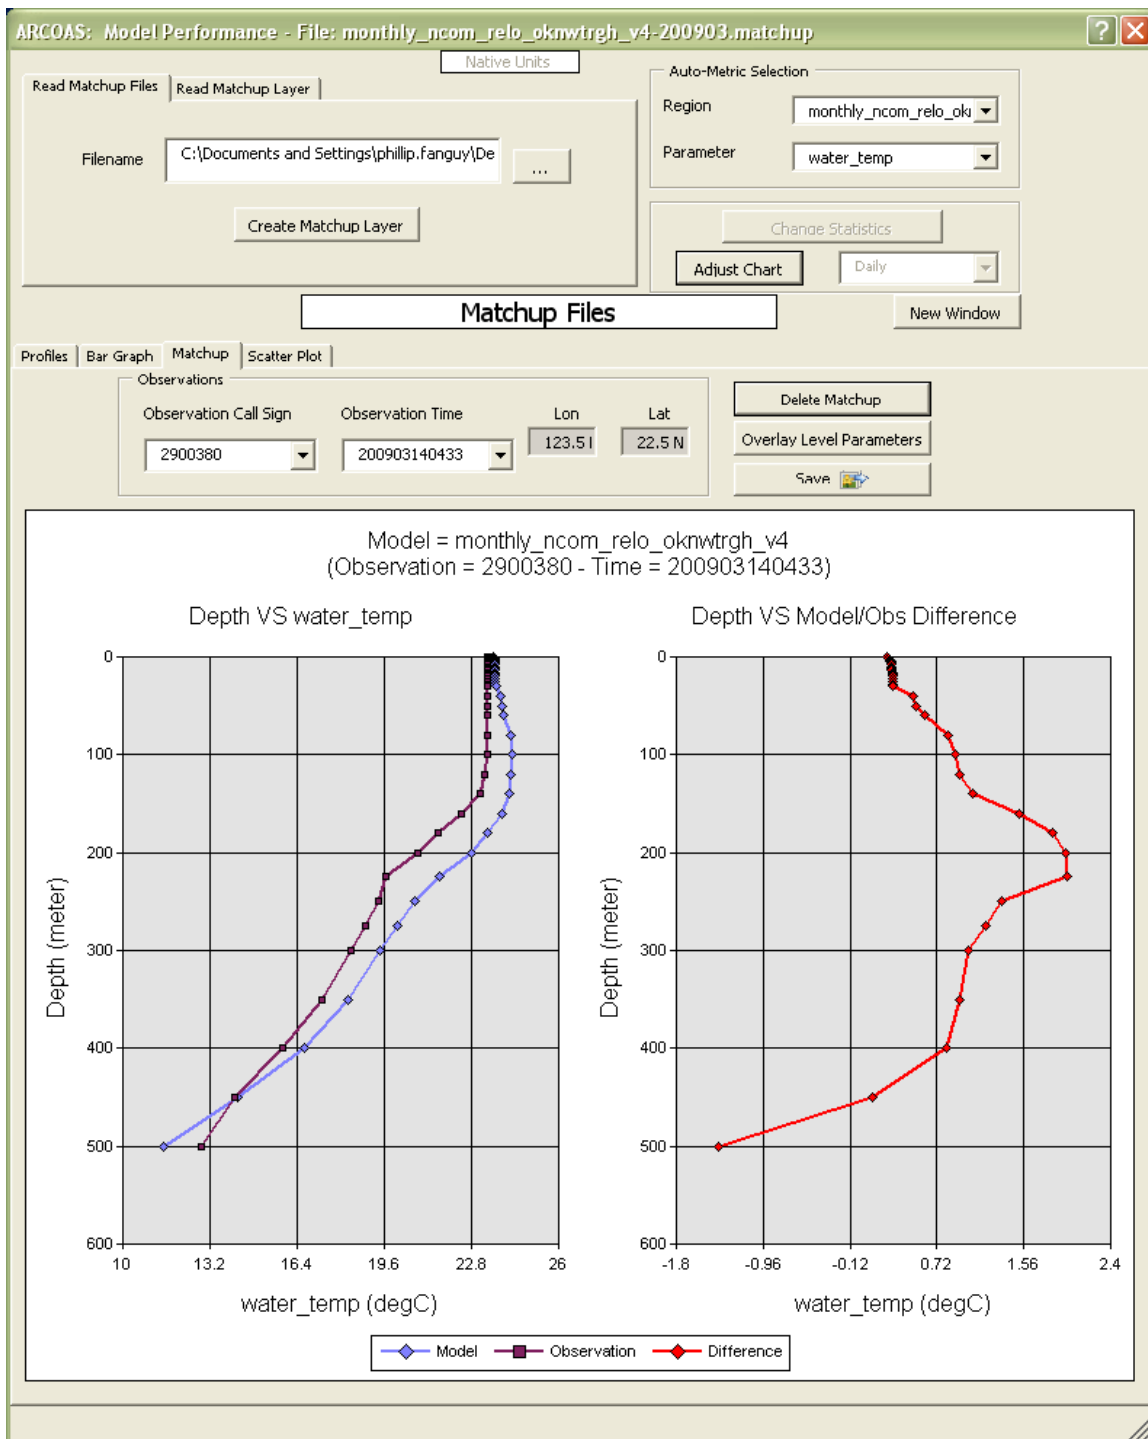 ARCOAS: Model Performance - File: monthly_ncom_relo_oknwtrgh_v4-200903.matchup
Native Units
Read Matchup Files
Read Matchup Layer
Filename
C:\Documents and Settings\phillip.fanguy\De
...
Create Matchup Layer
Auto-Metric Selection
Region
monthly_ncom_relo_oki
Parameter
water_temp
Change Statistics
Adjust Chart
Daily
Matchup Files
New Window
Profiles
Bar Graph
Matchup
Scatter Plot
Observations
Observation Call Sign
Observation Time
Lon
Lat
2900380
200903140433
123.5 I
22.5 N
Delete Matchup
Overlay Level Parameters
Save
Model = monthly_ncom_relo_oknwtrgh_v4
(Observation = 2900380 - Time = 200903140433)
Depth VS water_temp
0
100
200
300
400
500
600
Depth (meter)
10 13.2 16.4 19.6 22.8 26
water_temp (degC)
Depth VS Model/Obs Difference
0
100
200
300
400
500
600
Depth (meter)
-1.8 -0.96 -0.12 0.72 1.56 2.4
water_temp (degC)
Model Observation Difference